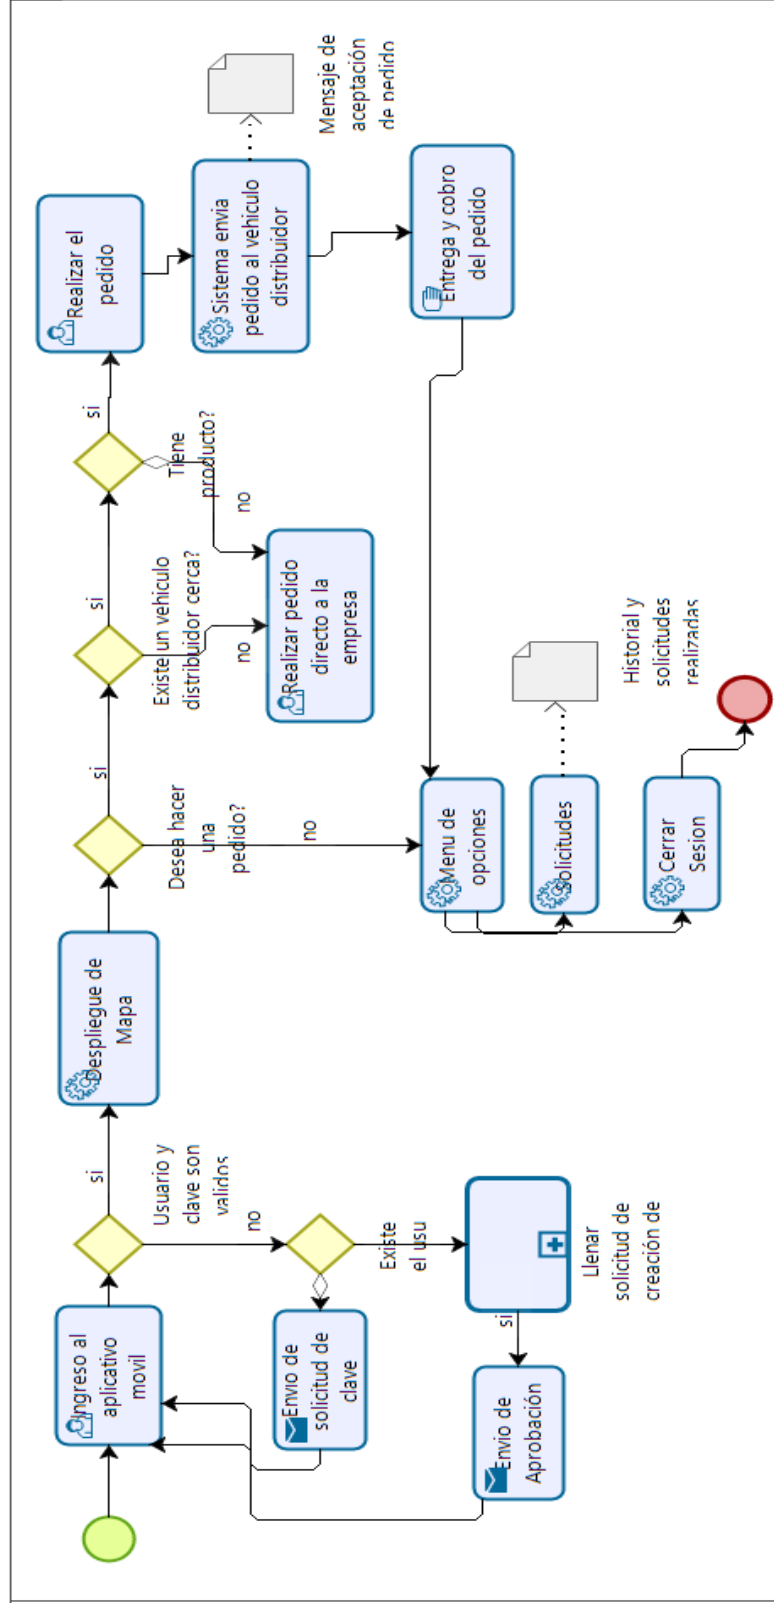 Ingreso al
aplicativo
movil
Usuario y
clave son
validos
si
no
Envio de
solicitud de
clave
Existe
el usu
Llenar
solicitud de
creación de
si
Envio de
Aprobación
Despliegue de
Mapa
Desea hacer
una
pedido?
si
no
Existe un vehiculo
distribuidor cerca?
si
no
Tiene
producto?
si
no
Realizar pedido
directo a la
empresa
Realizar el
pedido
Sistema envia
pedido al vehiculo
distribuidor
Mensaje de
aceptación
de pedido
Entrega y cobro
del pedido
Menu de
opciones
Solicitudes
Historial y
solicitudes
realizadas
Cerrar
Sesion